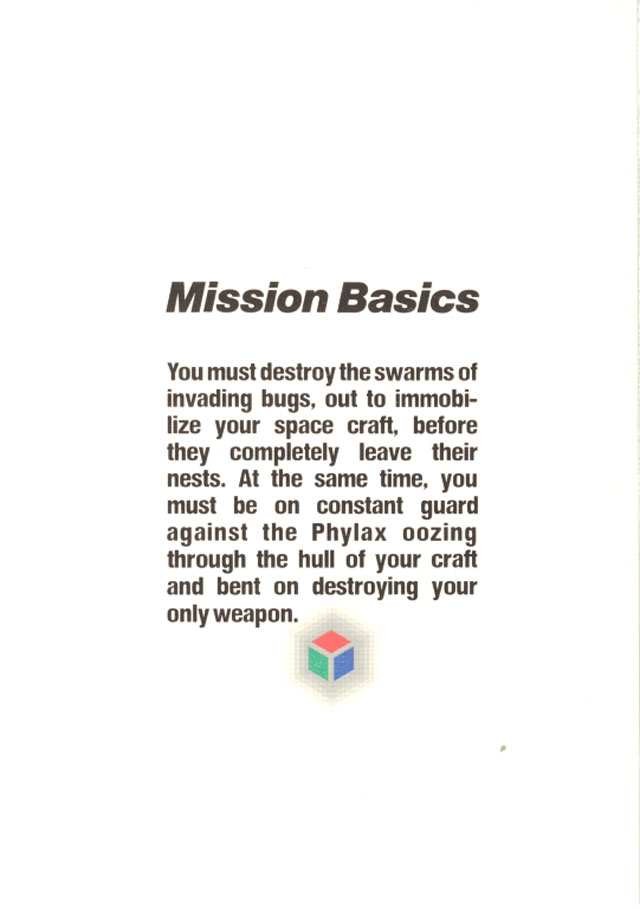 Mission Basics
You must destroy the swarms of
invading bugs, out to immobi-
lize your space craft, before
they completely leave their
nests. At the same time, you
must be on constant guard
against the Phylax oozing
through the hull of your craft
and bent on destroying your
only weapon.